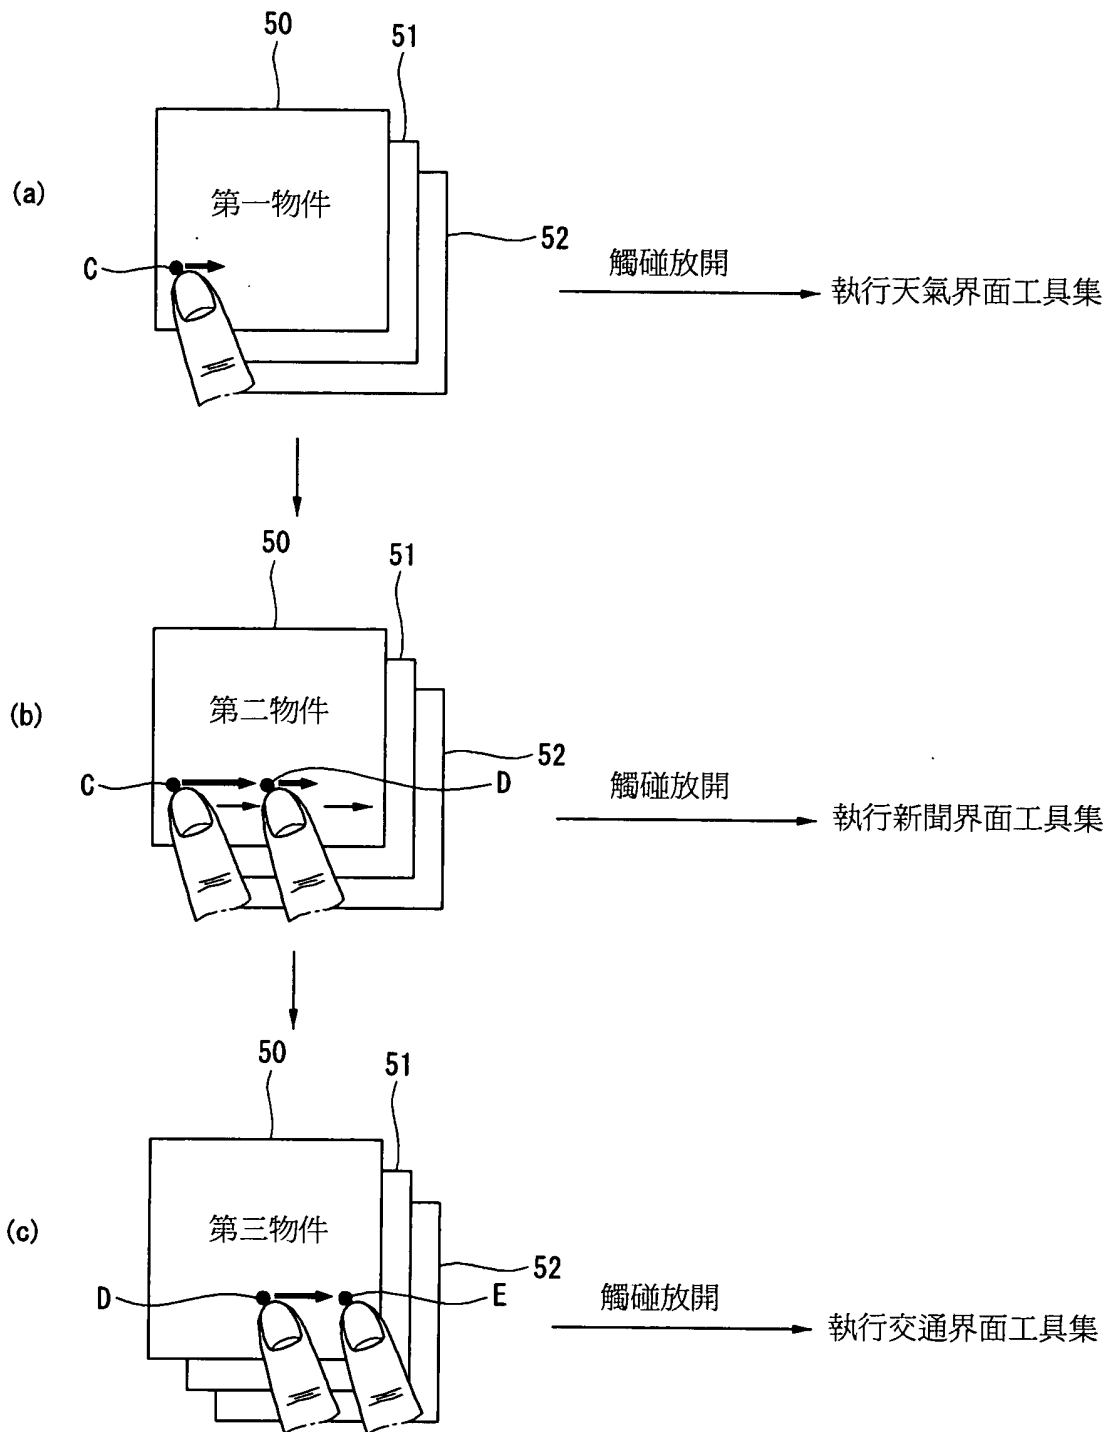 50
51
(a)
第一物件
C
52
觸碰放開
執行天氣界面工具集
50
51
(b)
第二物件
C
52
D
觸碰放開
執行新聞界面工具集
50
51
(c)
第三物件
D
52
E
觸碰放開
執行交通界面工具集